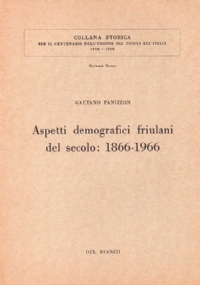 COLLANA STORICA
PER IL CENTENARIO DELL'UNIONE DEL FRIULI ALL'ITALIA
1866 - 1966
GAETANO PANIZZON
Aspetti demografici friulani
del secolo: 1866-1966
DEL BIANCO